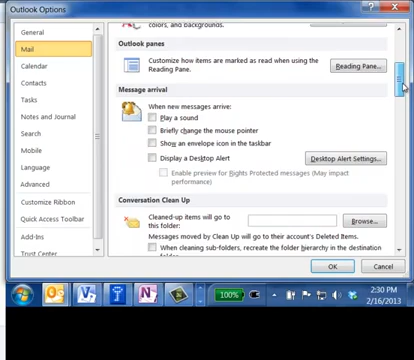 Outlook Options
General
Mail
Calendar
Contacts
Tasks
Notes and Journal
Search
Mobile
Language
Advanced
Customize Ribbon
Quick Access Toolbar
Add-Ins
Trust Center
colors, and backgrounds.
Outlook panes
Customize how items are marked as read when using the
Reading Pane.
Reading Pane...
Message arrival
When new messages arrive:
Play a sound
Briefly change the mouse pointer
Show an envelope icon in the taskbar
Display a Desktop Alert
Desktop Alert Settings...
Enable preview for Rights Protected messages (May impact
performance)
Conversation Clean Up
Cleaned-up items will go to
this folder:
Browse...
Messages moved by Clean Up will go to their account's Deleted Items.
When cleaning sub-folders, recreate the folder hierarchy in the destination
OK
Cancel
100%
2:30 PM
2/16/2013